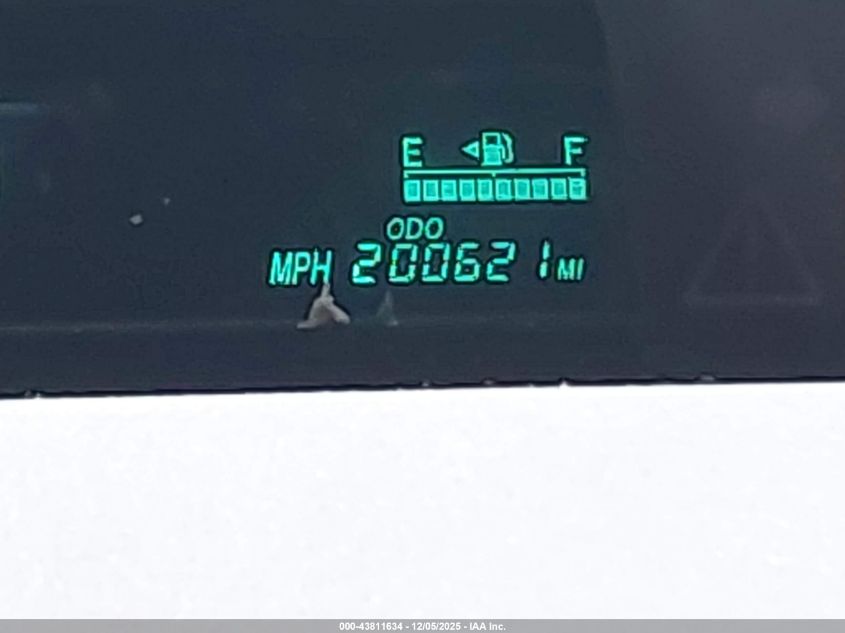 E F
ODO
MPH 200621 MI
000-43811634 - 12/05/2025 - IAA Inc.